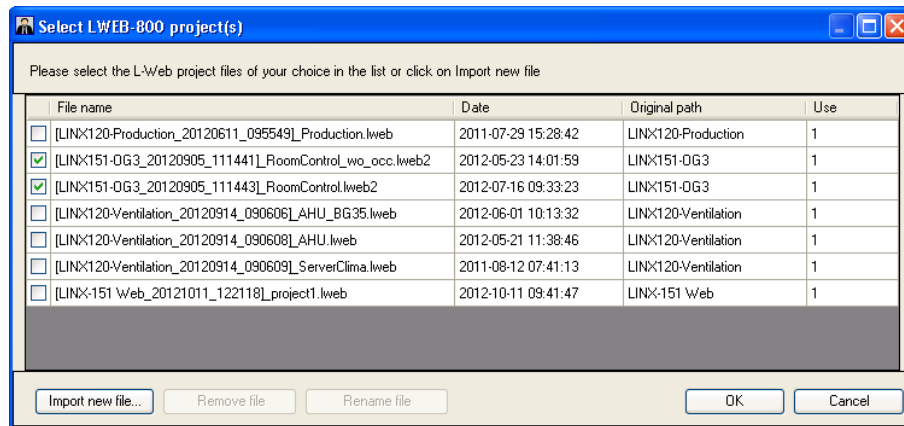 Select LWEB-800 project(s)
Please select the L-Web project files of your choice in the list or click on Import new file
File name Date Original path Use
[LINX120-Production_20120611_095549]_Production.lweb 2011-07-29 15:28:42 LINX120-Production 1
[LINX151-OG3_20120905_111441]_RoomControl_wo_occ.lweb2 2012-05-23 14:01:59 LINX151-OG3 1
[LINX151-OG3_20120905_111443]_RoomControl.lweb2 2012-07-16 09:33:23 LINX151-OG3 1
[LINX120-Ventilation_20120914_090606]_AHU_BG35.lweb 2012-06-01 10:13:32 LINX120-Ventilation 1
[LINX120-Ventilation_20120914_090608]_AHU.lweb 2012-05-21 11:38:46 LINX120-Ventilation 1
[LINX120-Ventilation_20120914_090609]_ServerClima.lweb 2011-08-12 07:41:13 LINX120-Ventilation 1
[LINX-151 Web_20121011_122118]_project1.lweb 2012-10-11 09:41:47 LINX-151 Web 1
Import new file... Remove file Rename file OK Cancel